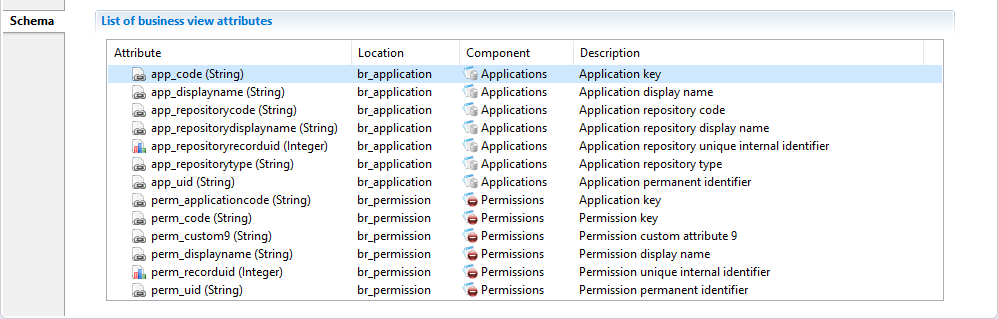 Schema
List of business view attributes
Attribute Location Component Description
app_code (String) br_application Applications Application key
app_displayname (String) br_application Applications Application display name
app_repositorycode (String) br_application Applications Application repository code
app_repositorydisplayname (String) br_application Applications Application repository display name
app_repositoryrecorduid (Integer) br_application Applications Application repository unique internal identifier
app_repositorytype (String) br_application Applications Application repository type
app_uid (String) br_application Applications Application permanent identifier
perm_applicationcode (String) br_permission Permissions Application key
perm_code (String) br_permission Permissions Permission key
perm_custom9 (String) br_permission Permissions Permission custom attribute 9
perm_displayname (String) br_permission Permissions Permission display name
perm_recorduid (Integer) br_permission Permissions Permission unique internal identifier
perm_uid (String) br_permission Permissions Permission permanent identifier